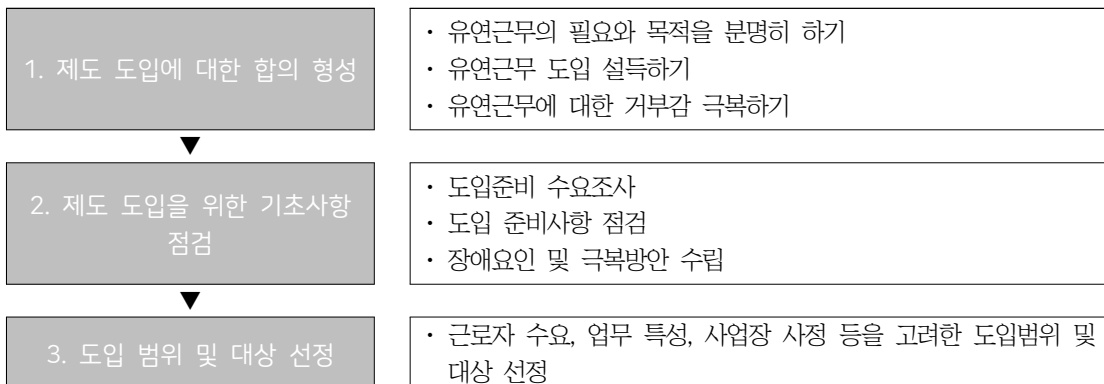 1. 제도 도입에 대한 합의 형성
· 유연근무의 필요와 목적을 분명히 하기
· 유연근무 도입 설득하기
· 유연근무에 대한 거부감 극복하기
▼
2. 제도 도입을 위한 기초사항
점검
· 도입준비 수요조사
· 도입 준비사항 점검
· 장애요인 및 극복방안 수립
▼
3. 도입 범위 및 대상 선정
· 근로자 수요, 업무 특성, 사업장 사정 등을 고려한 도입범위 및
대상 선정